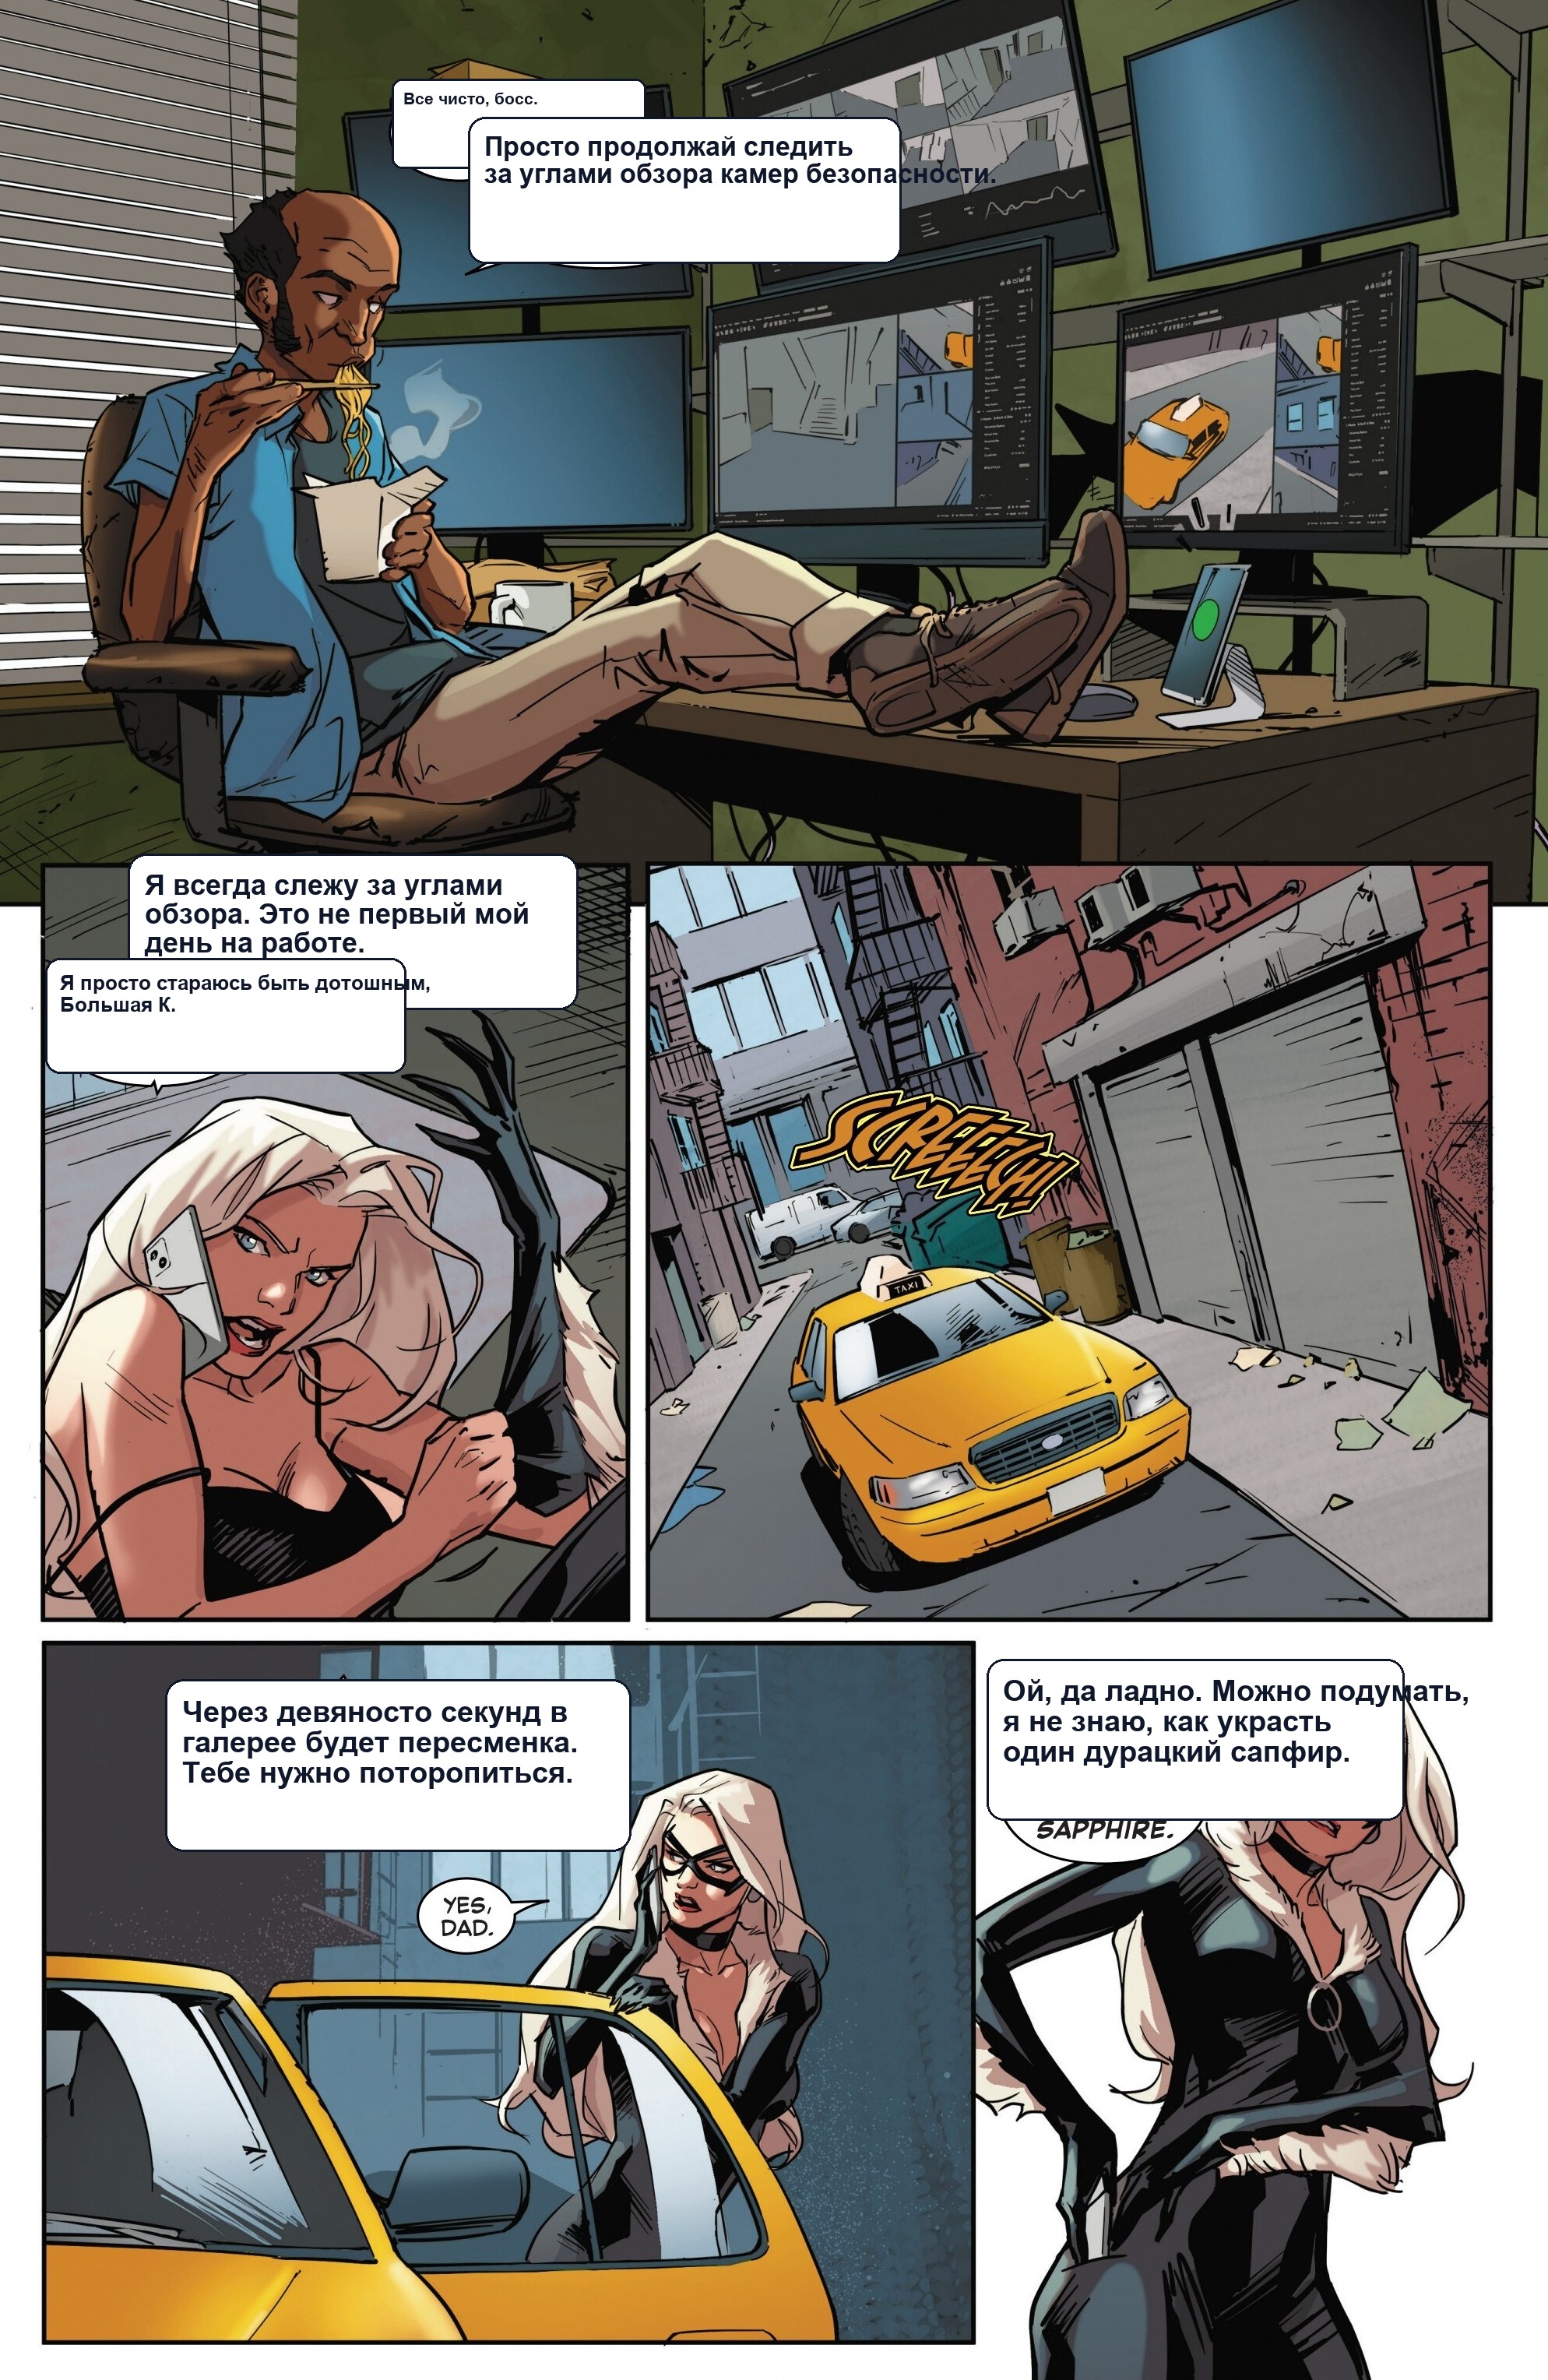 Все чисто, босс.
Просто продолжай следить
за углами обзора камер безопасности.
Я всегда слежу за углами
обзора. Это не первый мой
день на работе.
Я просто стараюсь быть дотошным,
Большая К.
SCREEEECH!
TAXI
Через девяносто секунд в
галерее будет пересменка.
Тебе нужно поторопиться.
YES,
DAD.
Ой, да ладно. Можно подумать,
я не знаю, как украсть
один дурацкий сапфир.
SAPPHIRE.